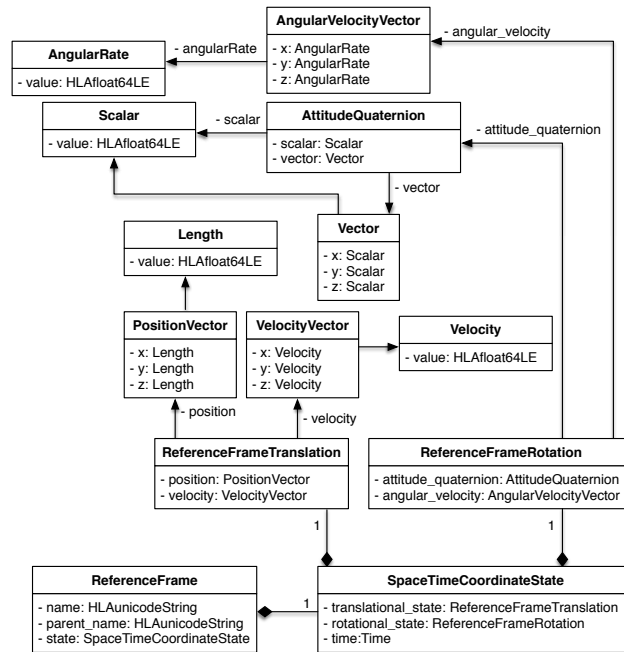 AngularVelocityVector
- x: AngularRate
- y: AngularRate
- z: AngularRate
- angularRate
- angular_velocity
AngularRate
- value: HLAfloat64LE
Scalar
- value: HLAfloat64LE
- scalar
AttitudeQuaternion
- scalar: Scalar
- vector: Vector
- attitude_quaternion
- vector
Vector
- x: Scalar
- y: Scalar
- z: Scalar
Length
- value: HLAfloat64LE
PositionVector
- x: Length
- y: Length
- z: Length
VelocityVector
- x: Velocity
- y: Velocity
- z: Velocity
Velocity
- value: HLAfloat64LE
- position
- velocity
ReferenceFrameTranslation
- position: PositionVector
- velocity: VelocityVector
ReferenceFrameRotation
- attitude_quaternion: AttitudeQuaternion
- angular_velocity: AngularVelocityVector
1
1
ReferenceFrame
- name: HLAunicodeString
- parent_name: HLAunicodeString
- state: SpaceTimeCoordinateState
1
SpaceTimeCoordinateState
- translational_state: ReferenceFrameTranslation
- rotational_state: ReferenceFrameRotation
- time:Time